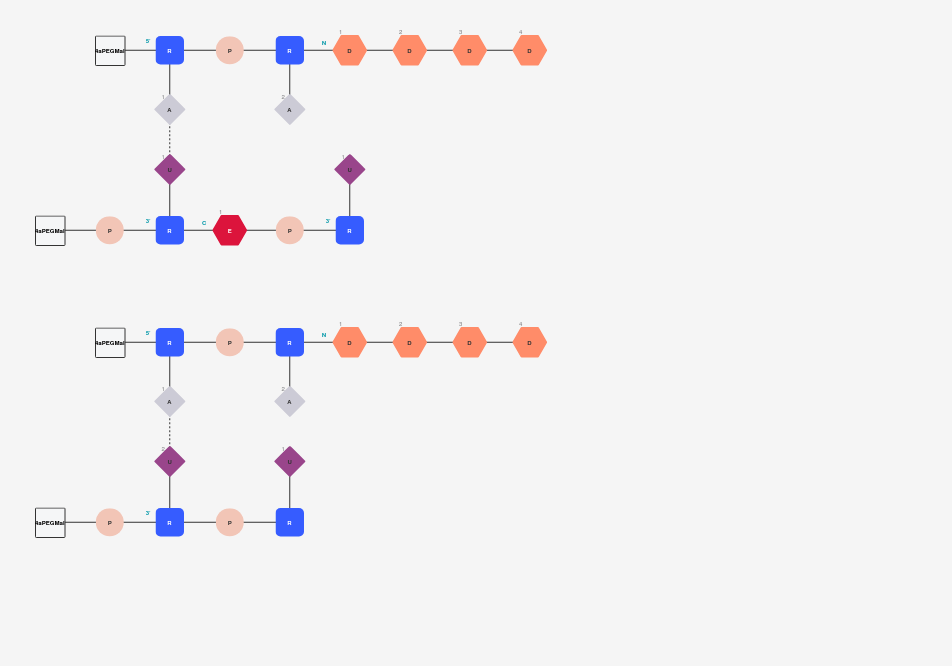 1 2 3 4
5' N
4aPEGMal R P R D D D D
1 2
A A
1 1
U U
1
3' C 3'
4aPEGMal P R E P R
1 2 3 4
5' N
4aPEGMal R P R D D D D
1 2
A A
2 1
U U
3'
4aPEGMal P R P R